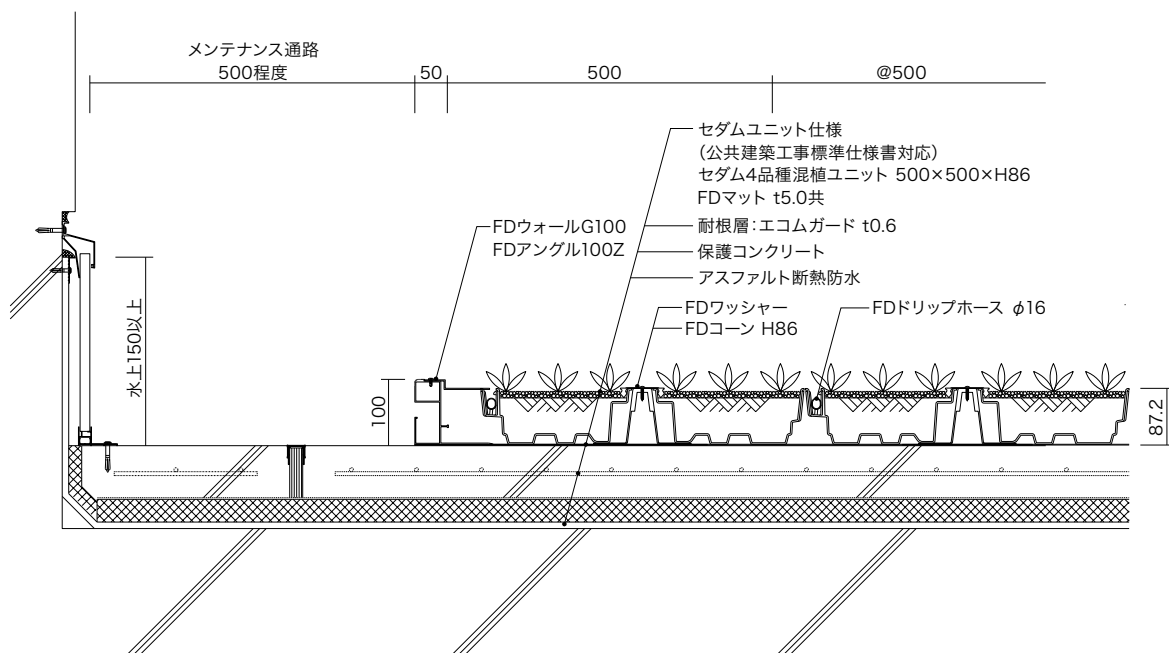 メンテナンス通路
500程度
50
500
@500
セダムユニット仕様
(公共建築工事標準仕様書対応)
セダム4品種混植ユニット 500×500×H86
FDマット t5.0共
耐根層:エコムガード t0.6
保護コンクリート
アスファルト断熱防水
FDウォールG100
FDアングル100Z
FDワッシャー
FDコーン H86
FDドリップホース φ16
水上150以上
100
87.2